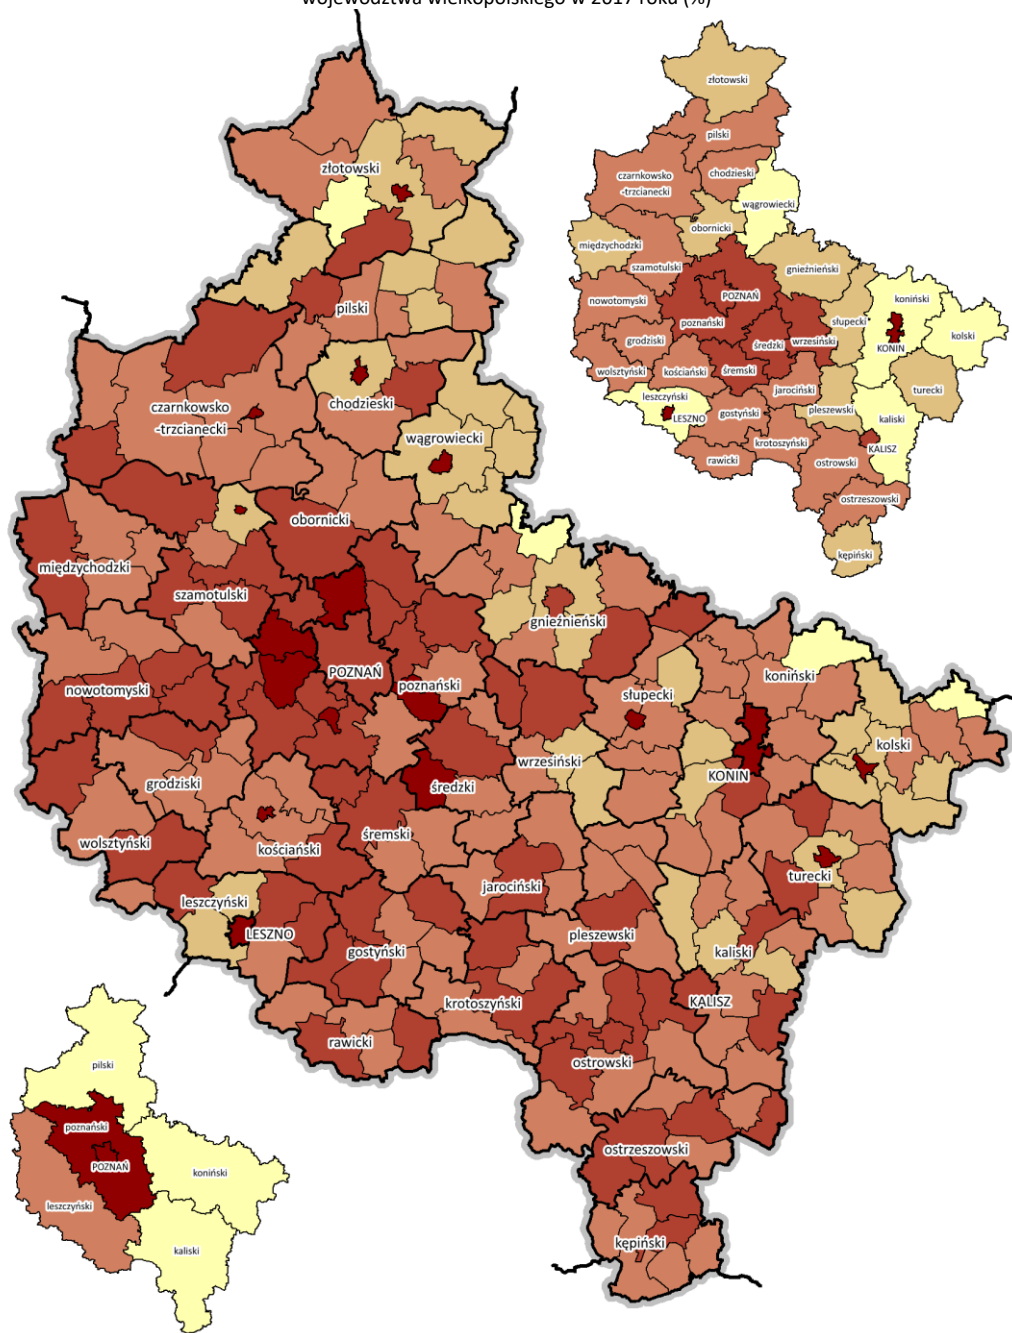 województwa wielkopolskiego w 2017 roku (%)
złotowski
pilski
chodzieski
czarnkowsko
-trzcianecki
wągrowiecki
obornicki
międzychodzki
szamotulski
gnieźnieński
nowotomyski
POZNAŃ
poznański
słupecki
koniński
kolski
wrzesiński
KONIN
grodziski
średzki
wolsztyński
kościański
śremski
turecki
jarociński
leszczyński
LESZNO
gostyński
pleszewski
kaliski
krotoszyński
KALISZ
rawicki
ostrowski
ostrzeszowski
kępiński
złotowski
pilski
chodzieski
czarnkowsko
-trzcianecki
wągrowiecki
obornicki
międzychodzki
szamotulski
gnieźnieński
nowotomyski
POZNAŃ
koniński
poznański
słupecki
kolski
grodziski
średzki
wrzesiński
KONIN
wolsztyński
kościański
śremski
jarociński
turecki
leszczyński
LESZNO
gostyński
pleszewski
kaliski
krotoszyński
KALISZ
rawicki
ostrowski
ostrzeszowski
kępiński
pilski
poznański
POZNAŃ
koniński
leszczyński
kaliski